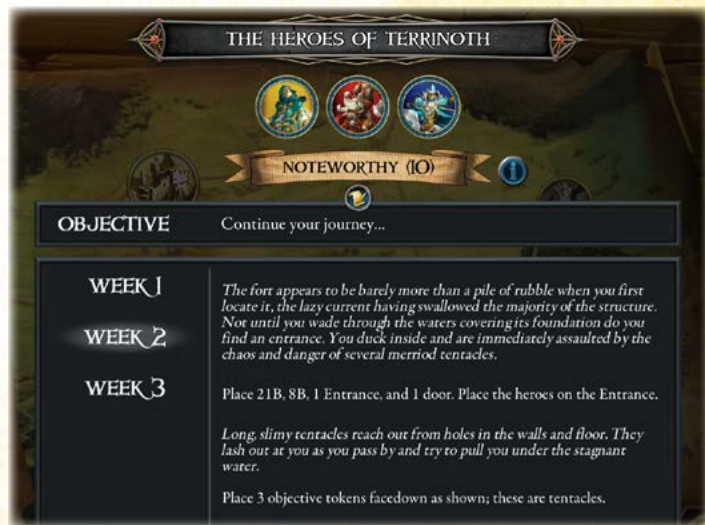 THE HEROES OF TERRINOTH
NOTEWORTHY (10)
i
OBJECTIVE
Continue your journey...
WEEK 1
WEEK 2
WEEK 3
The fort appears to be barely more than a pile of rubble when you first
locate it, the lazy current having swallowed the majority of the structure.
Not until you wade through the waters covering its foundation do you
find an entrance. You duck inside and are immediately assaulted by the
chaos and danger of several merriod tentacles.
Place 21B, 8B, 1 Entrance, and 1 door. Place the heroes on the Entrance.
Long, slimy tentacles reach out from holes in the walls and floor. They
lash out at you as you pass by and try to pull you under the stagnant
water.
Place 3 objective tokens facedown as shown; these are tentacles.